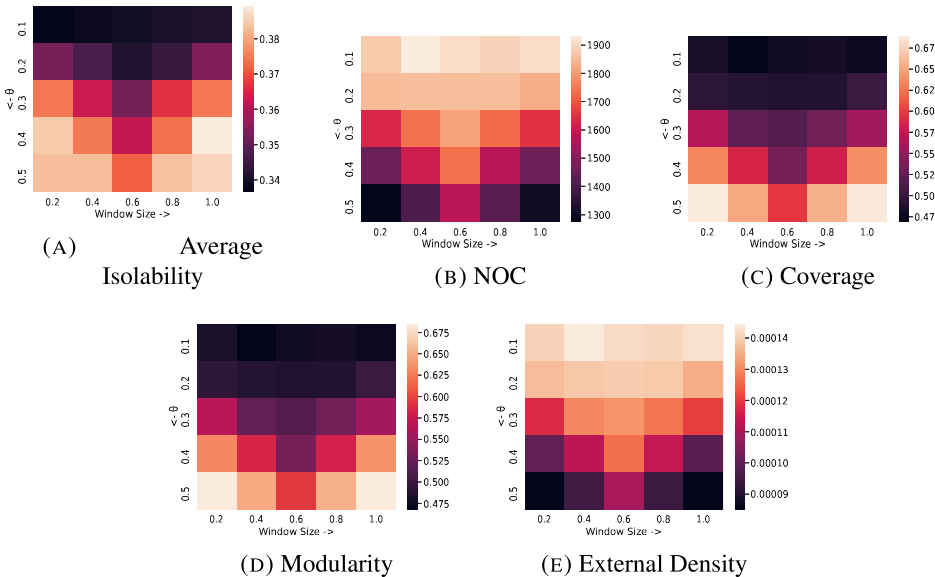 0.1
0.2
0.3
0.4
0.5
<- θ
0.2 0.4 0.6 0.8 1.0
Window Size ->
0.38
0.37
0.36
0.35
0.34
(A) Average
Isolability
0.1
0.2
0.3
0.4
0.5
<- θ
0.2 0.4 0.6 0.8 1.0
Window Size ->
1900
1800
1700
1600
1500
1400
1300
(B) NOC
0.1
0.2
0.3
0.4
0.5
<- θ
0.2 0.4 0.6 0.8 1.0
Window Size ->
0.67
0.65
0.62
0.60
0.57
0.55
0.52
0.50
0.47
(C) Coverage
0.1
0.2
0.3
0.4
0.5
<- θ
0.2 0.4 0.6 0.8 1.0
Window Size ->
0.675
0.650
0.625
0.600
0.575
0.550
0.525
0.500
0.475
(D) Modularity
0.1
0.2
0.3
0.4
0.5
<- θ
0.2 0.4 0.6 0.8 1.0
Window Size ->
0.00014
0.00013
0.00012
0.00011
0.00010
0.00009
(E) External Density